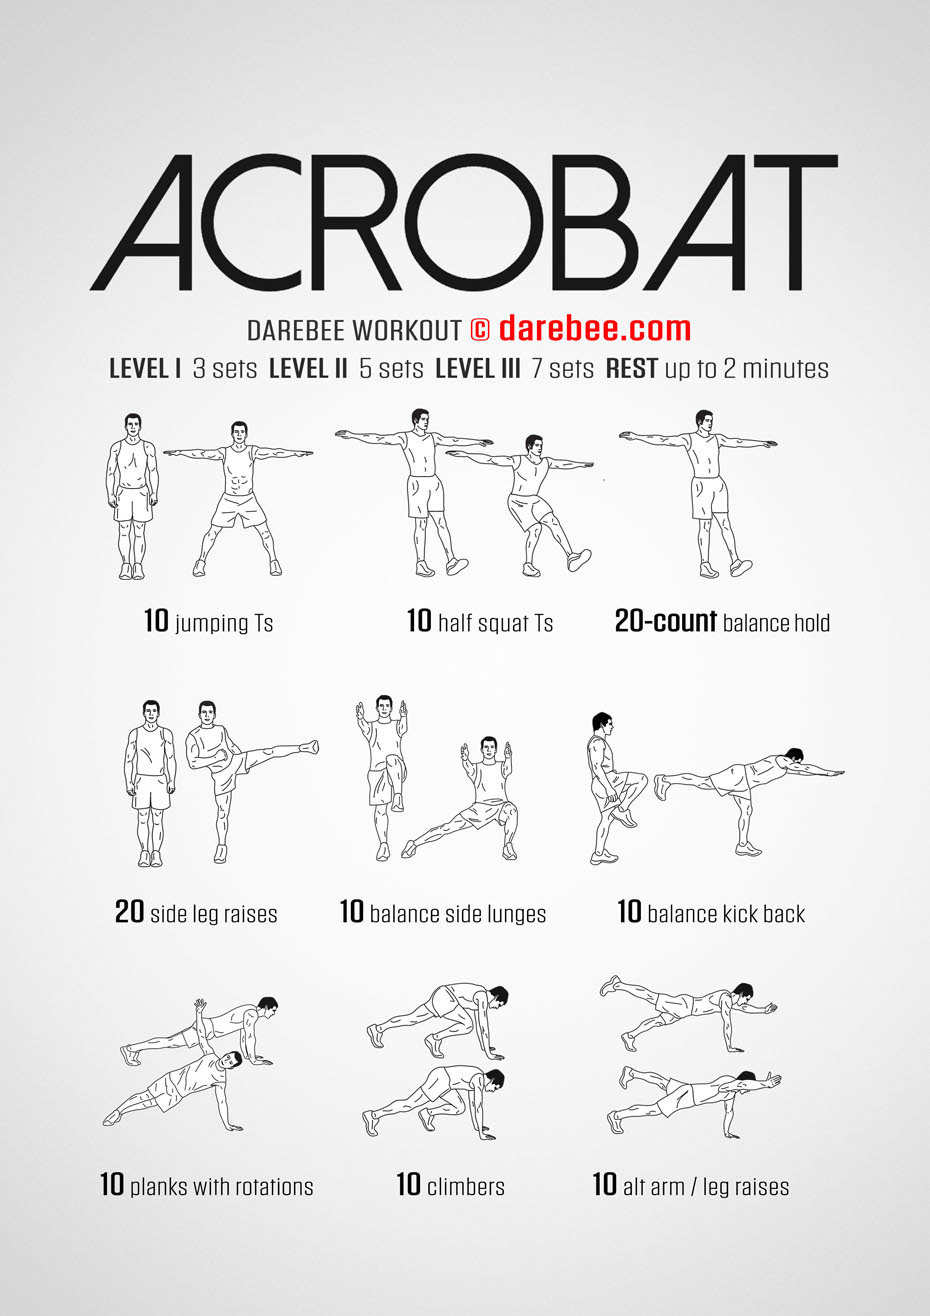 ACROBAT
DAREBEE WORKOUT © darebee.com
LEVEL I 3 sets LEVEL II 5 sets LEVEL III 7 sets REST up to 2 minutes
10 jumping Ts
10 half squat Ts
20-count balance hold
20 side leg raises
10 balance side lunges
10 balance kick back
10 planks with rotations
10 climbers
10 alt arm / leg raises